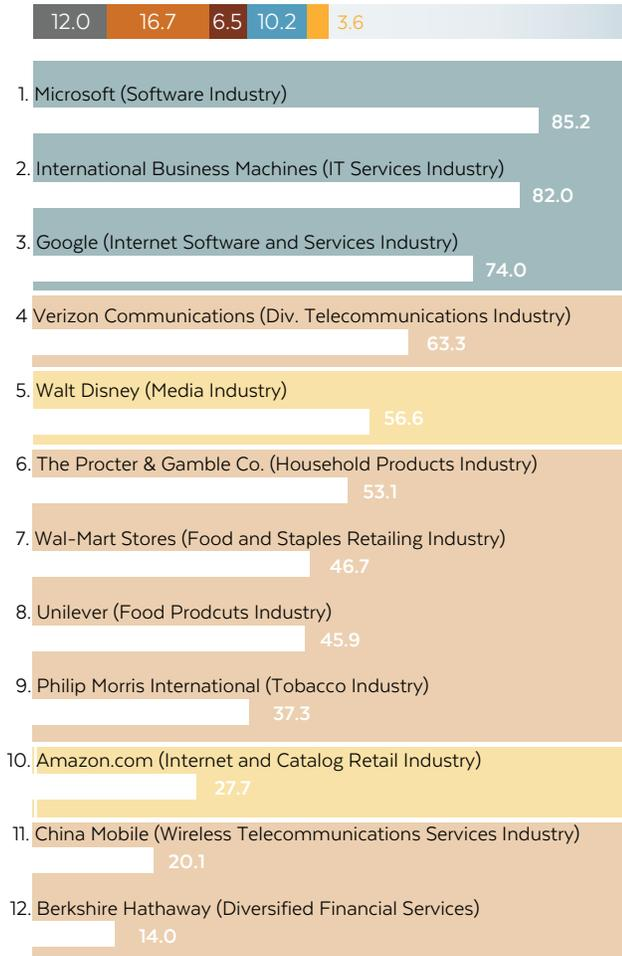 12.0 16.7 6.5 10.2 3.6
1. Microsoft (Software Industry)
85.2
2. International Business Machines (IT Services Industry)
82.0
3. Google (Internet Software and Services Industry)
74.0
4 Verizon Communications (Div. Telecommunications Industry)
63.3
5. Walt Disney (Media Industry)
56.6
6. The Procter & Gamble Co. (Household Products Industry)
53.1
7. Wal-Mart Stores (Food and Staples Retailing Industry)
46.7
8. Unilever (Food Prodcuts Industry)
45.9
9. Philip Morris International (Tobacco Industry)
37.3
10. Amazon.com (Internet and Catalog Retail Industry)
27.7
11. China Mobile (Wireless Telecommunications Services Industry)
20.1
12. Berkshire Hathaway (Diversified Financial Services)
14.0